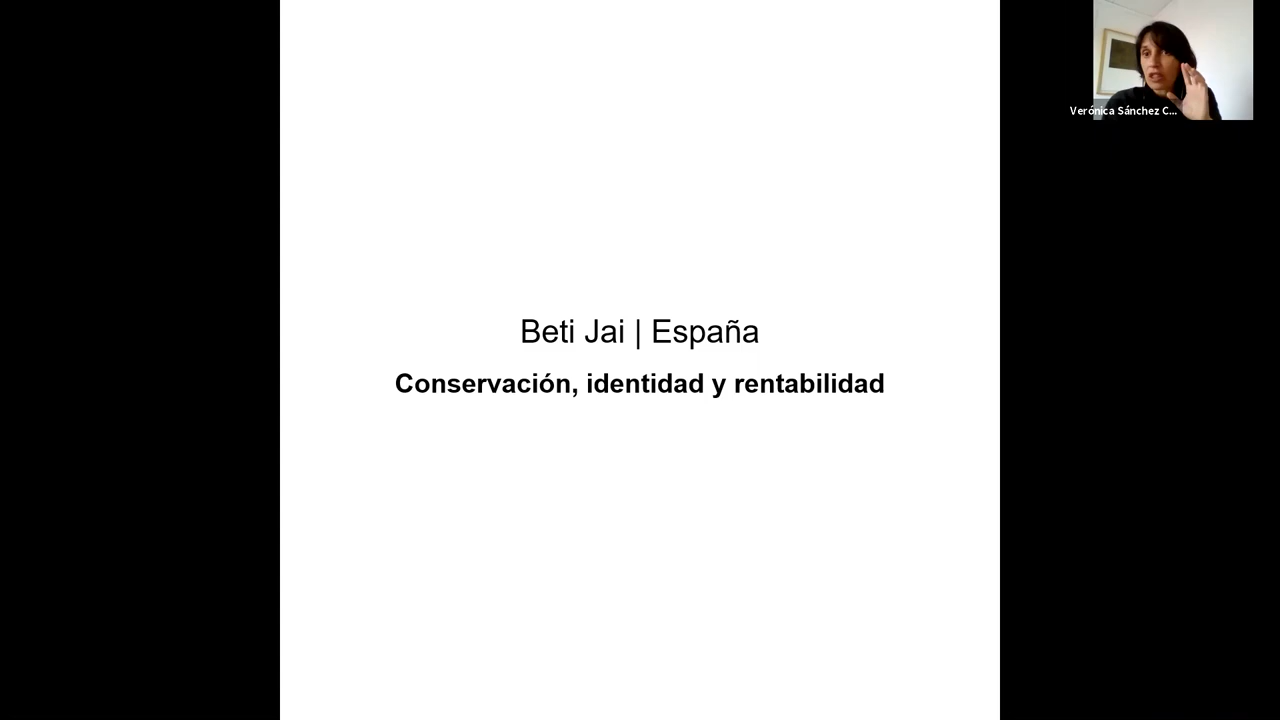 Verónica Sánchez C...
Beti Jai | España
Conservación, identidad y rentabilidad